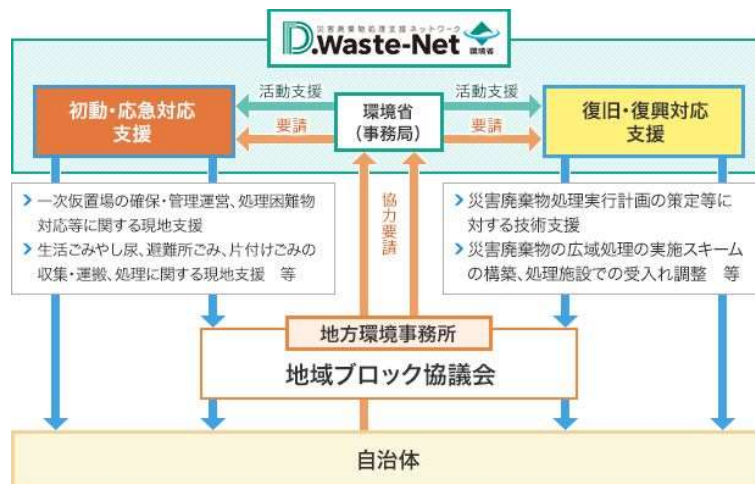 災害廃棄物処理支援ネットワーク
D.Waste-Net
環境省
初動・応急対応
支援
活動支援
要請
環境省
(事務局)
活動支援
要請
復旧・復興対応
支援
一次仮置場の確保・管理運営、処理困難物
対応等に関する現地支援
生活ごみやし尿、避難所ごみ、片付けごみの
収集・運搬、処理に関する現地支援 等
協力要請
災害廃棄物処理実行計画の策定等に
対する技術支援
災害廃棄物の広域処理の実施スキーム
の構築、処理施設での受入れ調整 等
地方環境事務所
地域ブロック協議会
自治体